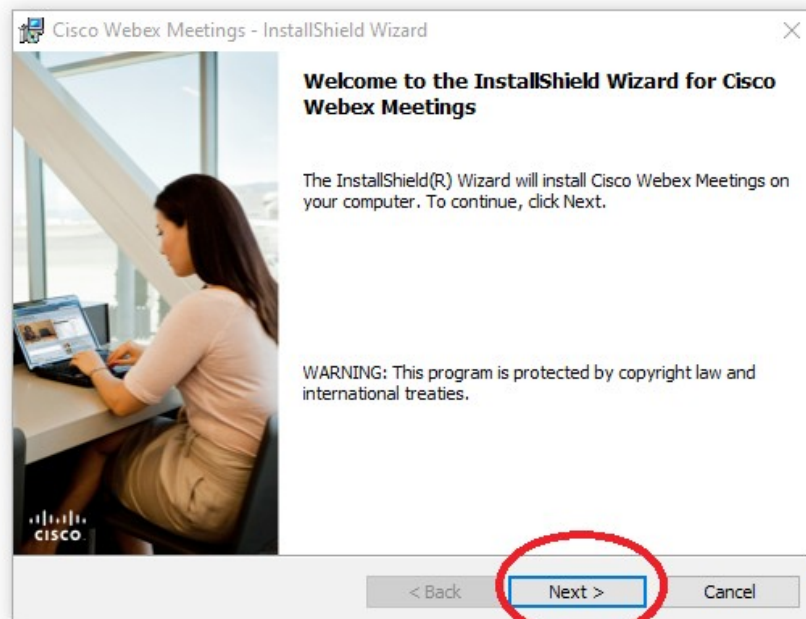 Cisco Webex Meetings - InstallShield Wizard
Welcome to the InstallShield Wizard for Cisco
Webex Meetings
The InstallShield(R) Wizard will install Cisco Webex Meetings on
your computer. To continue, click Next.
WARNING: This program is protected by copyright law and
international treaties.
CISCO
< Back
Next >
Cancel